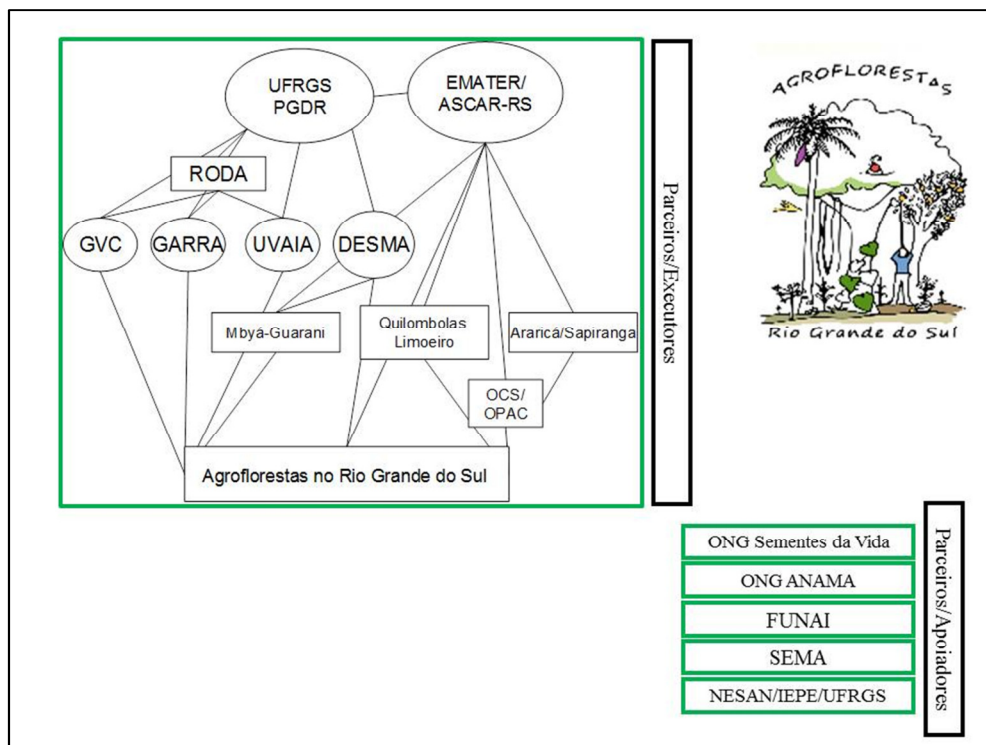 UFRGS
PGDR
EMATER/
ASCAR-RS
RODA
GVC
GARRA
UVAIA
DESMA
Mbyá-Guarani
Quilombolas
Limoeiro
Araricá/Sapiranga
OCS/
OPAC
Agroflorestas no Rio Grande do Sul
Parceiros/Executores
AGROFLORESTAS
Rio Grande do Sul
ONG Sementes da Vida
ONG ANAMA
FUNAI
SEMA
NESAN/IEPE/UFRGS
Parceiros/Apoiadores